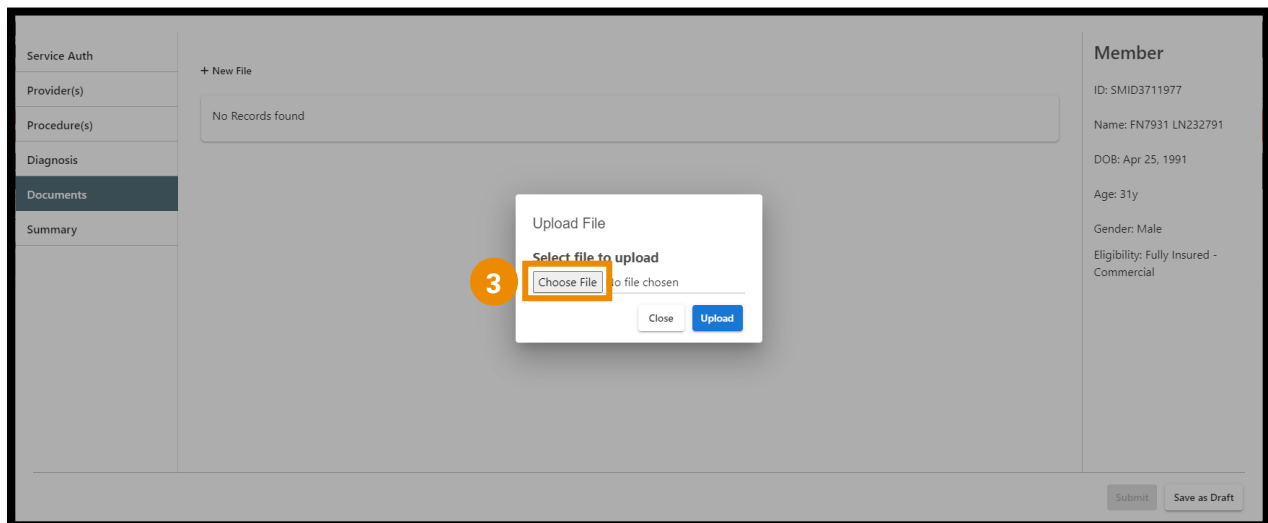 Service Auth
Provider(s)
Procedure(s)
Diagnosis
Documents
Summary
+ New File
No Records found
Upload File
Select file to upload
3
Choose File
o file chosen
Close
Upload
Member
ID: SMID3711977
Name: FN7931 LN232791
DOB: Apr 25, 1991
Age: 31y
Gender: Male
Eligibility: Fully Insured -
Commercial
Submit
Save as Draft